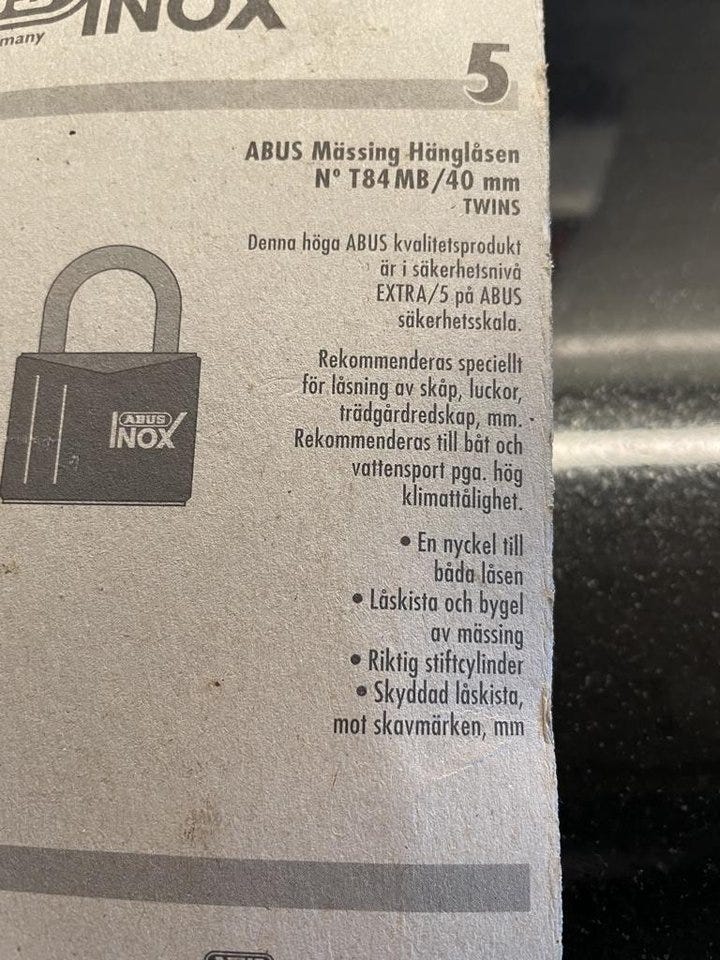 INOX
many
5
ABUS Mässing Hänglåsen
Nº T84MB/40 mm
TWINS
Denna höga ABUS kvalitetsprodukt
är i säkerhetsnivå
EXTRA/5 på ABUS
säkerhetsskala.
Rekommenderas speciellt
för låsning av skåp, luckor,
trädgårdredskap, mm.
Rekommenderas till båt och
vattensport pga. hög
klimattålighet.
• En nyckel till
båda låsen
• Låskista och bygel
av mässing
• Riktig stiftcylinder
• Skyddad låskista,
mot skavmärken, mm
ABUS
INOX
ABUS